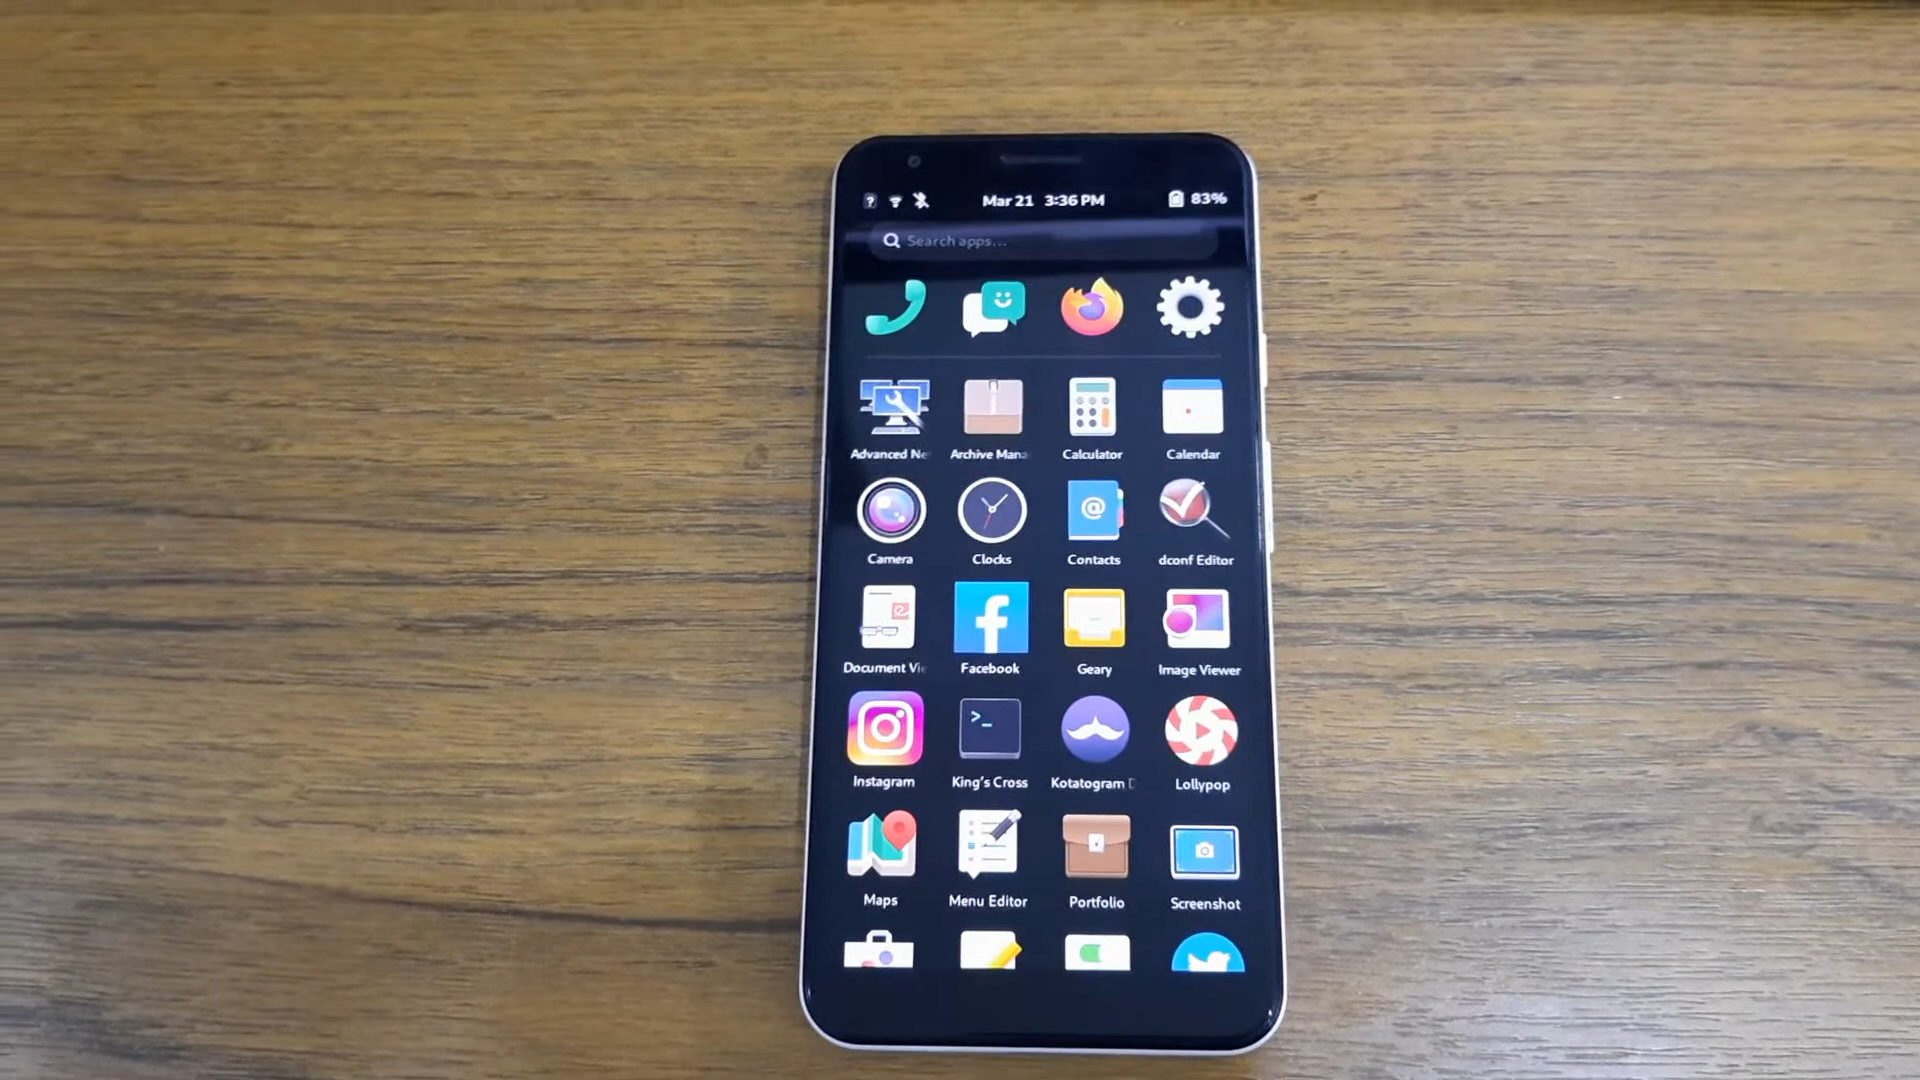 ? Mar 21 3:36 PM 83%
Search apps...
Advanced Ne Archive Mana Calculator Calendar
@
Camera Clocks Contacts dconf Editor
f
Document Vie Facebook Geary Image Viewer
>_
Instagram King's Cross Kotatogram D Lollypop
Maps Menu Editor Portfolio Screenshot